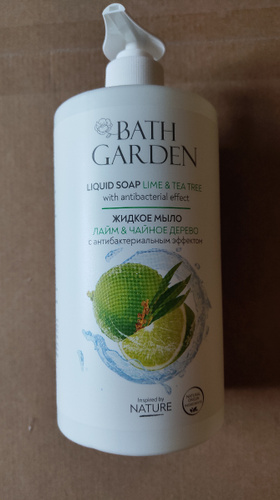 BATH
GARDEN
LIQUID SOAP LIME & TEA TREE
with antibacterial effect
ЖИДКОЕ МЫЛО
ЛАЙМ & ЧАЙНОЕ ДЕРЕВО
с антибактериальным эффектом
Inspired by
NATURE